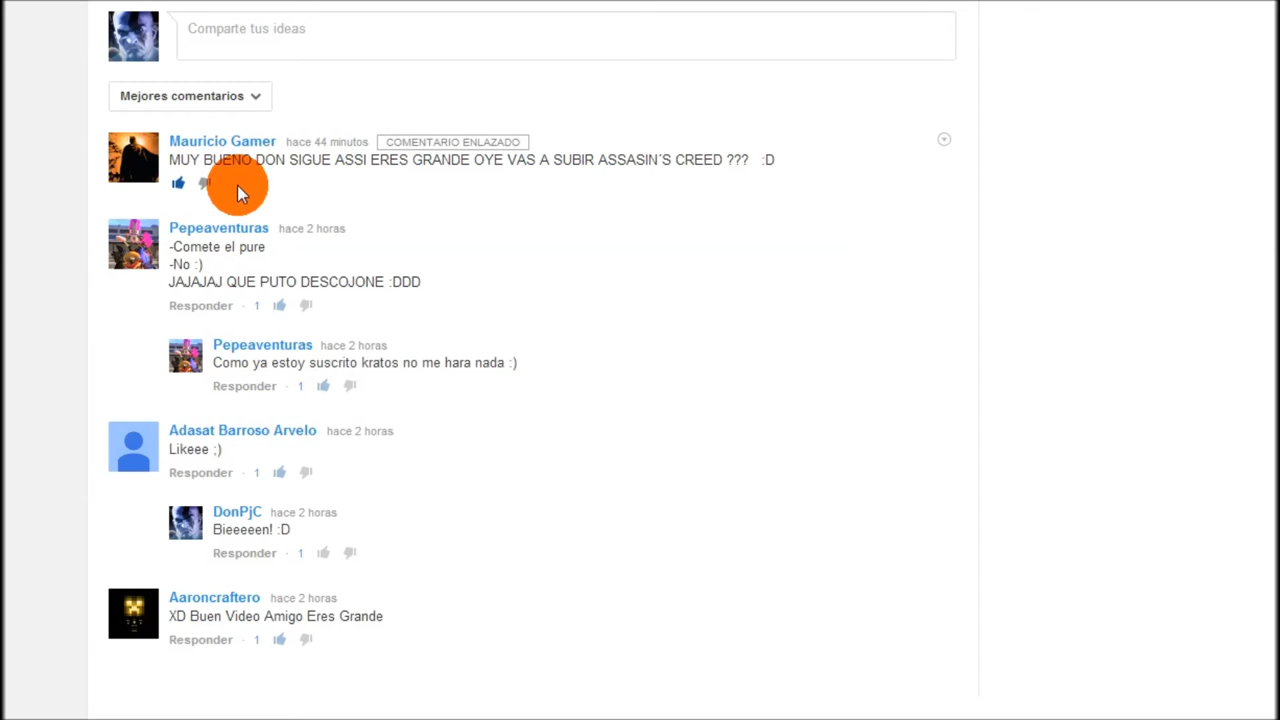 Comparte tus ideas
Mejores comentarios
Mauricio Gamer hace 44 minutos COMENTARIO ENLAZADO
MUY BUENO DON SIGUE ASSI ERES GRANDE OYE VAS A SUBIR ASSASIN´S CREED ??? :D
Pepeaventuras hace 2 horas
-Comete el pure
-No :)
JAJAJAJ QUE PUTO DESCOJONE :DDD
Responder · 1
Pepeaventuras hace 2 horas
Como ya estoy suscrito kratos no me hara nada :)
Responder · 1
Adasat Barroso Arvelo hace 2 horas
Likeee :)
Responder · 1
DonPjC hace 2 horas
Bieeeeen! :D
Responder · 1
Aaroncraftero hace 2 horas
XD Buen Video Amigo Eres Grande
Responder · 1